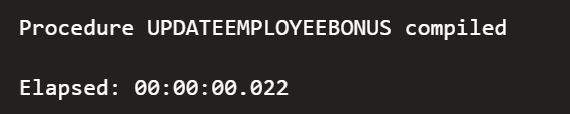 Procedure UPDATEEMPLOYEEBONUS compiled
Elapsed: 00:00:00.022